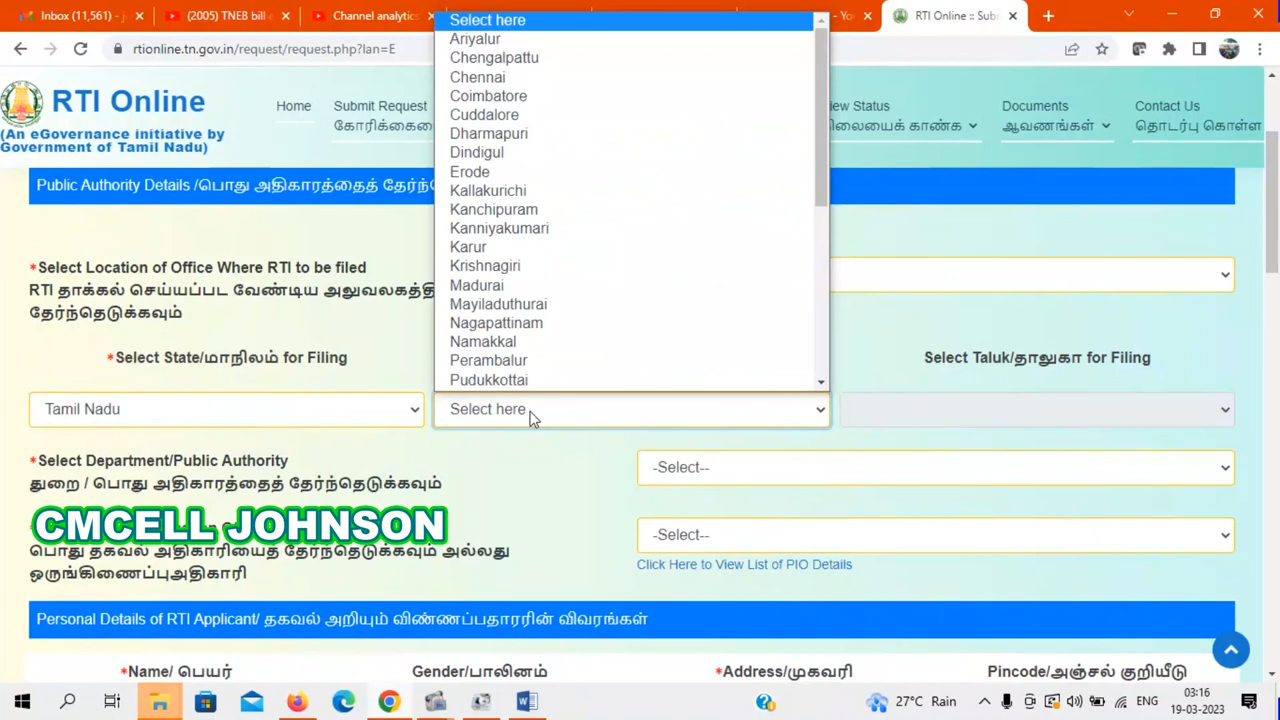 Inbox (11,561) - j
(2005) TNEB bill
Channel analytics
- Yo
RTI Online :: Sub
rtionline.tn.gov.in/request/request.php?lan=E
RTI Online
(An eGovernance initiative by
Government of Tamil Nadu)
Home
Submit Request
கோரிக்கை
ew Status
லையைக் காண்க
Documents
ஆவணங்கள்
Contact Us
தொடர்பு கொள்ள
Public Authority Details /பொது அதிகாரத்தைத்
Select here
Ariyalur
Chengalpattu
Chennai
Coimbatore
Cuddalore
Dharmapuri
Dindigul
Erode
Kallakurichi
Kanchipuram
Kanniyakumari
Karur
Krishnagiri
Madurai
Mayiladuthurai
Nagapattinam
Namakkal
Perambalur
Pudukkottai
*Select Location of Office Where RTI to be filed
RTI தாக்கல் செய்யப்பட வேண்டிய
தேர்ந்தெடுக்கவும்
*Select State/மாநிலம் for Filing
Select Taluk/தாலுகா for Filing
Tamil Nadu
Select here
*Select Department/Public Authority
துறை / பொது அதிகாரத்தைத் தேர்ந்தெடுக்கவும்
-Select--
CMCELL JOHNSON
பொது தகவல் அதிகாரியைத் தேர்ந்தெடுக்கவும் அல்லது
ஒருங்கிணைப்புஅதிகாரி
-Select--
Click Here to View List of PIO Details
Personal Details of RTI Applicant/ தகவல் அறியும் விண்ணப்பதாரரின் விவரங்கள்
*Name/ பெயர்
Gender/பாலினம்
*Address/முகவரி
Pincode/அஞ்சல் குறியீடு
27°C Rain
ENG
03:16
19-03-2023